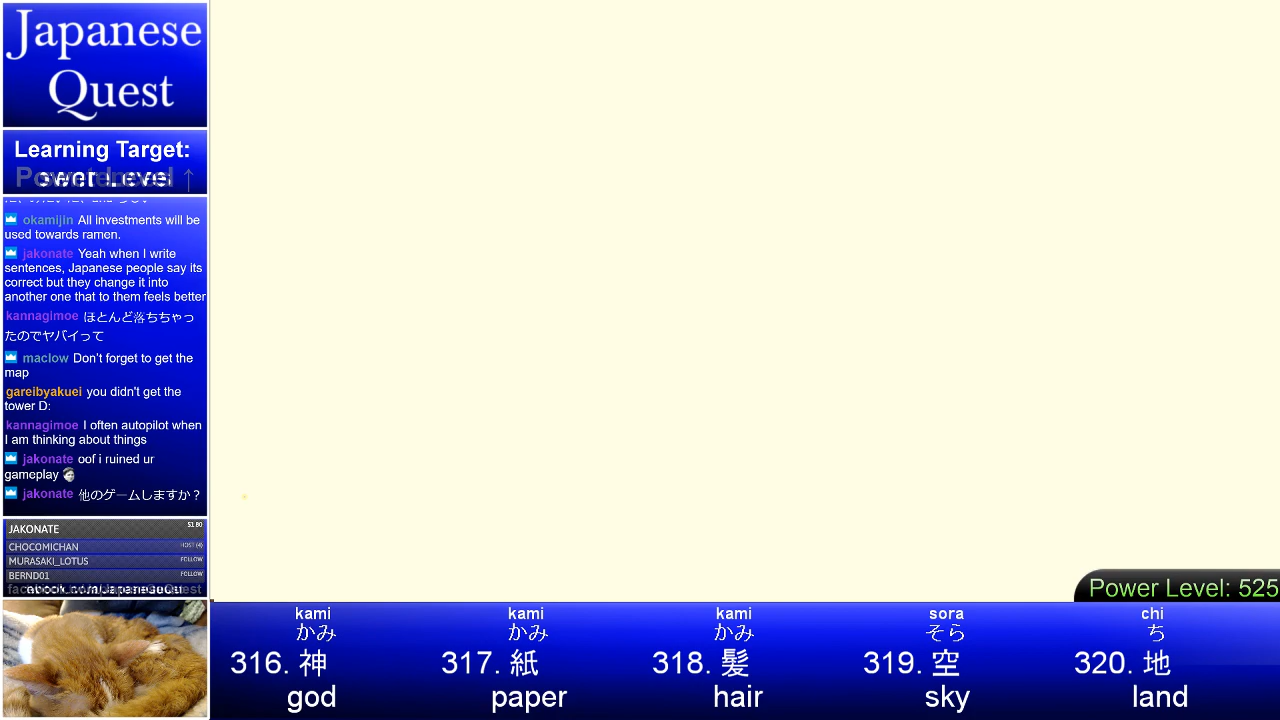 Japanese
Quest
Learning Target:
okamijin All investments will be
used towards ramen.
jakonate Yeah when I write
sentences, Japanese people say its
correct but they change it into
another one that to them feels better
kannagimoe ほとんど落ちちゃっ
たのでヤバイって
maclow Don't forget to get the
map
gareibyakuei you didn't get the
tower D:
kannagimoe I often autopilot when
I am thinking about things
jakonate oof i ruined ur
gameplay
jakonate 他のゲームしますか？
JAKONATE $1.80
CHOCOMICHAN HOST (4)
MURASAKI_LOTUS FOLLOW
BERND01 FOLLOW
Power Level: 525
kami kami kami sora chi
かみ かみ かみ そら ち
316. 神 317. 紙 318. 髪 319. 空 320. 地
god paper hair sky land